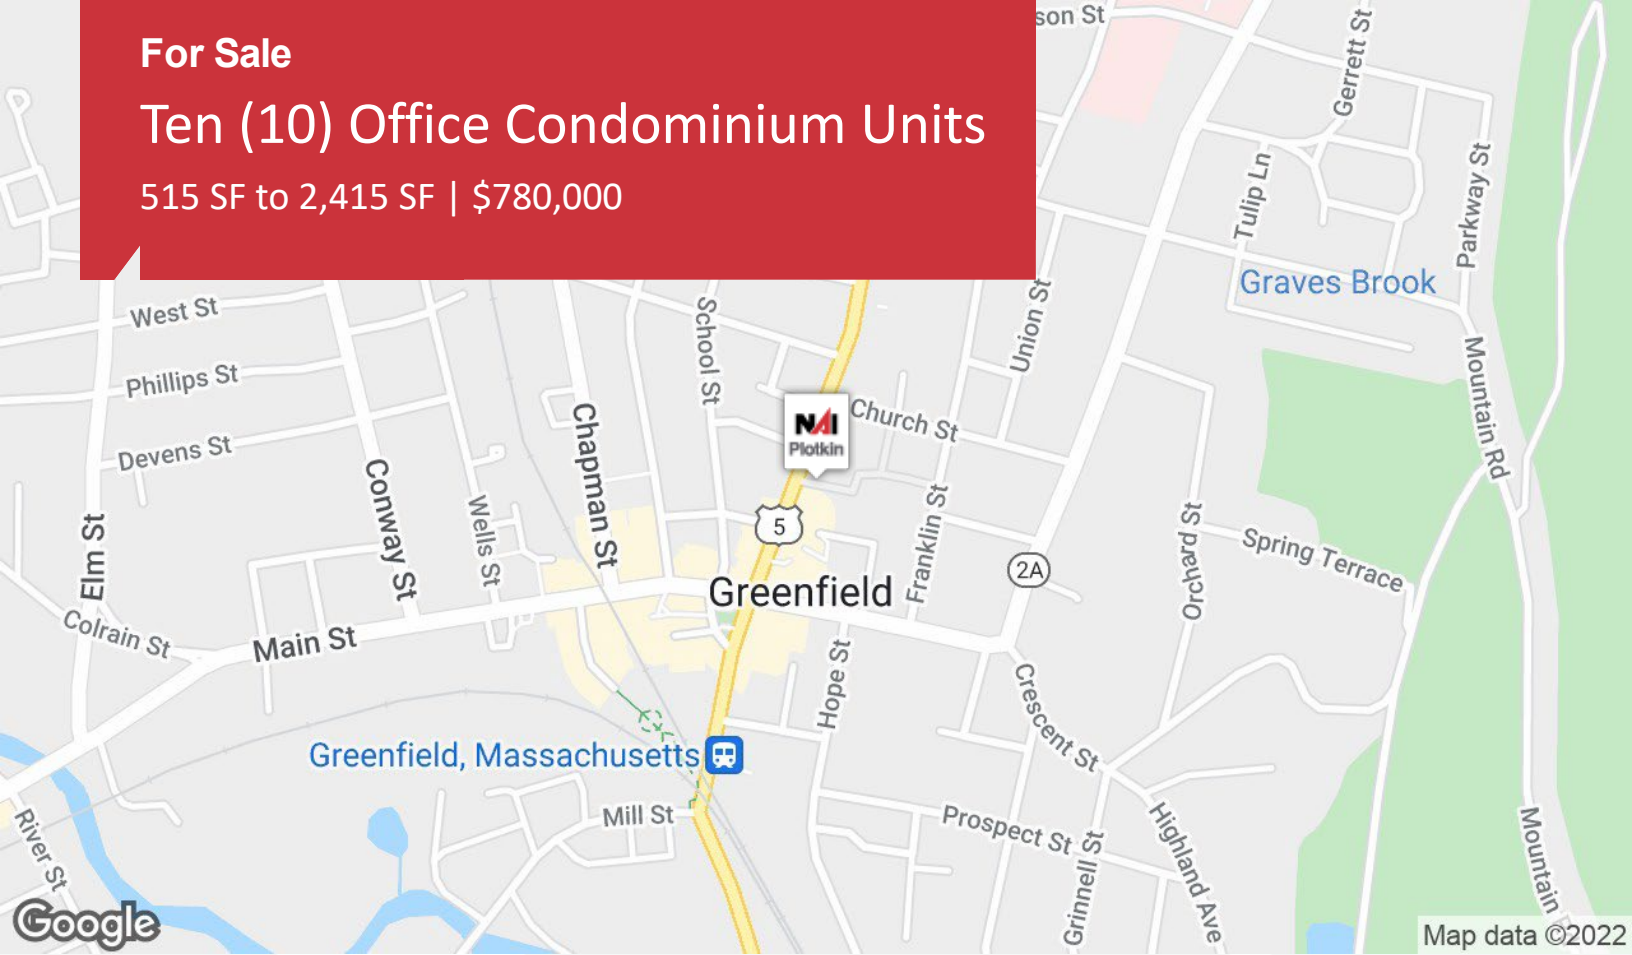 For Sale
Ten (10) Office Condominium Units
515 SF to 2,415 SF | $780,000
son St
Gerrett St
Tulip Ln
Parkway St
Graves Brook
West St
School St
Union St
Phillips St
Mountain Rd
Church St
NAI
Plotkin
Devens St
Chapman St
Conway St
Wells St
Elm St
5
Franklin St
Orchard St
Spring Terrace
2A
Greenfield
Colrain St
Main St
Hope St
Crescent St
Greenfield, Massachusetts
Mill St
River St
Prospect St
Highland Ave
Grinnell St
Mountain
Google
Map data ©2022